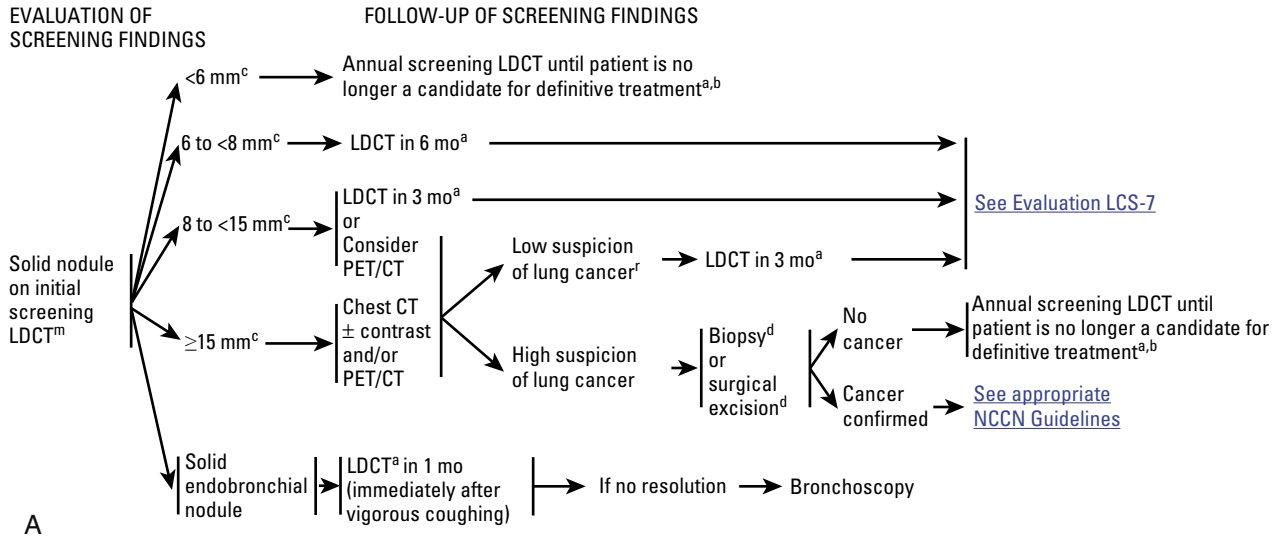 EVALUATION OF
SCREENING FINDINGS
FOLLOW-UP OF SCREENING FINDINGS
<6 mmᶜ
Annual screening LDCT until patient is no
longer a candidate for definitive treatmentᵃ,ᵇ
6 to <8 mmᶜ
LDCT in 6 moᵃ
8 to <15 mmᶜ
LDCT in 3 moᵃ
or
Consider
PET/CT
See Evaluation LCS-7
Solid nodule
on initial
screening
LDCTᵐ
Low suspicion
of lung cancerʳ
LDCT in 3 moᵃ
≥15 mmᶜ
Chest CT
± contrast
and/or
PET/CT
High suspicion
of lung cancer
Biopsyᵈ
or
surgical
excisionᵈ
No
cancer
Annual screening LDCT until
patient is no longer a candidate for
definitive treatmentᵃ,ᵇ
Cancer
confirmed
See appropriate
NCCN Guidelines
Solid
endobronchial
nodule
LDCTᵃ in 1 mo
(immediately after
vigorous coughing)
If no resolution
Bronchoscopy
A